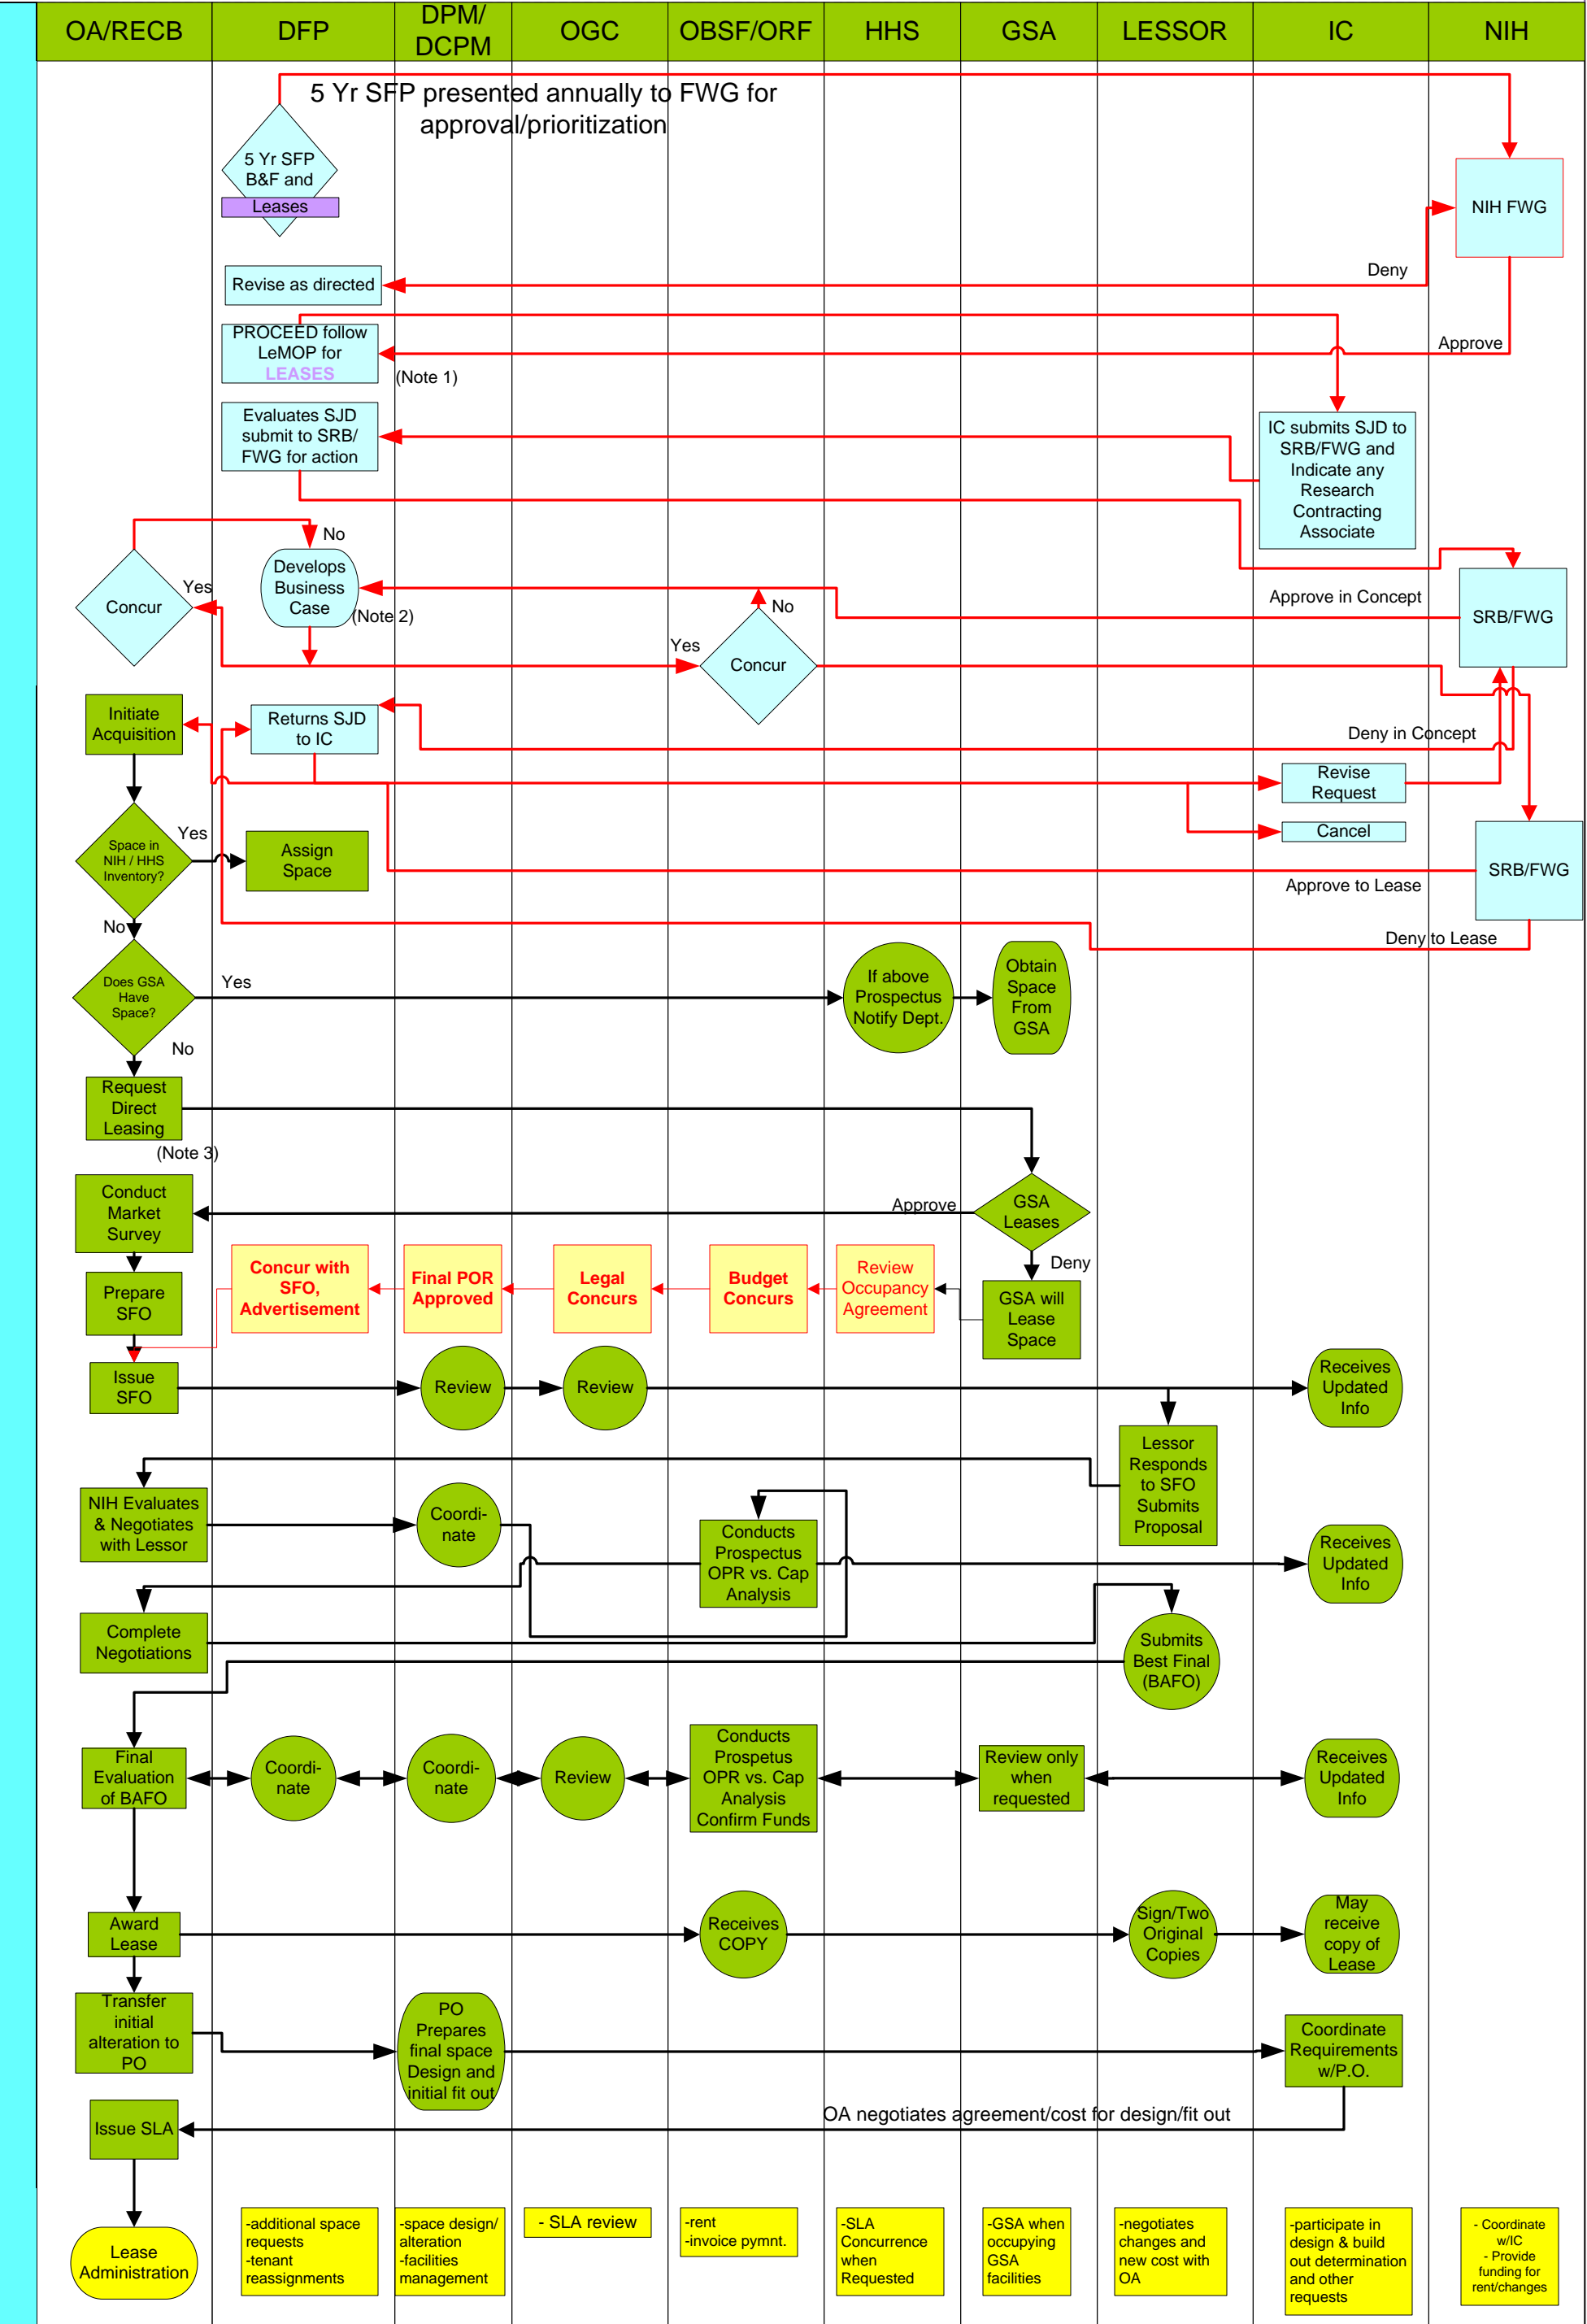 OA/RECB
DFP
DPM/
DCPM
OGC
OBSF/ORF
HHS
GSA
LESSOR
IC
NIH
5 Yr SFP presented annually to FWG for
approval/prioritization
5 Yr SFP
B&F and
Leases
NIH FWG
Revise as directed
Deny
PROCEED follow
LeMOP for
LEASES
(Note 1)
Approve
Evaluates SJD
submit to SRB/
FWG for action
IC submits SJD to
SRB/FWG and
Indicate any
Research
Contracting
Associate
No
Concur
Yes
Develops
Business
Case
(Note 2)
No
Yes
Concur
Approve in Concept
SRB/FWG
Initiate
Acquisition
Returns SJD
to IC
Deny in Concept
Revise
Request
Cancel
Space in
NIH / HHS
Inventory?
Yes
Assign
Space
SRB/FWG
Approve to Lease
No
Deny to Lease
Does GSA
Have
Space?
Yes
If above
Prospectus
Notify Dept.
Obtain
Space
From
GSA
No
Request
Direct
Leasing
(Note 3)
Conduct
Market
Survey
Approve
GSA
Leases
Deny
Prepare
SFO
Concur with
SFO,
Advertisement
Final POR
Approved
Legal
Concurs
Budget
Concurs
Review
Occupancy
Agreement
GSA will
Lease
Space
Issue
SFO
Review
Review
Receives
Updated
Info
Lessor
Responds
to SFO
Submits
Proposal
NIH Evaluates
& Negotiates
with Lessor
Coordi-
nate
Conducts
Prospectus
OPR vs. Cap
Analysis
Receives
Updated
Info
Complete
Negotiations
Submits
Best Final
(BAFO)
Final
Evaluation
of BAFO
Coordi-
nate
Coordi-
nate
Review
Conducts
Prospetus
OPR vs. Cap
Analysis
Confirm Funds
Review only
when
requested
Receives
Updated
Info
Award
Lease
Receives
COPY
Sign/Two
Original
Copies
May
receive
copy of
Lease
Transfer
initial
alteration to
PO
PO
Prepares
final space
Design and
initial fit out
Coordinate
Requirements
w/P.O.
OA negotiates agreement/cost for design/fit out
Issue SLA
Lease
Administration
-additional space
requests
-tenant
reassignments
-space design/
alteration
-facilities
management
- SLA review
-rent
-invoice pymnt.
-SLA
Concurrence
when
Requested
-GSA when
occupying
GSA
facilities
-negotiates
changes and
new cost with
OA
-participate in
design & build
out determination
and other
requests
- Coordinate
w/IC
- Provide
funding for
rent/changes